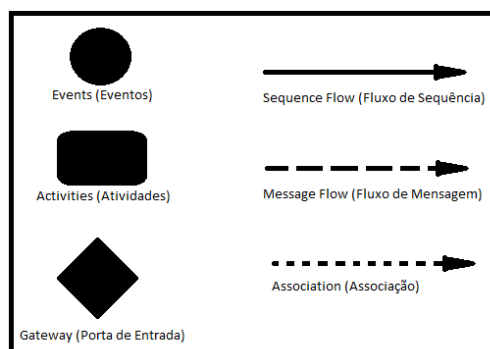 Events (Eventos)
Sequence Flow (Fluxo de Sequência)
Activities (Atividades)
Message Flow (Fluxo de Mensagem)
Association (Associação)
Gateway (Porta de Entrada)